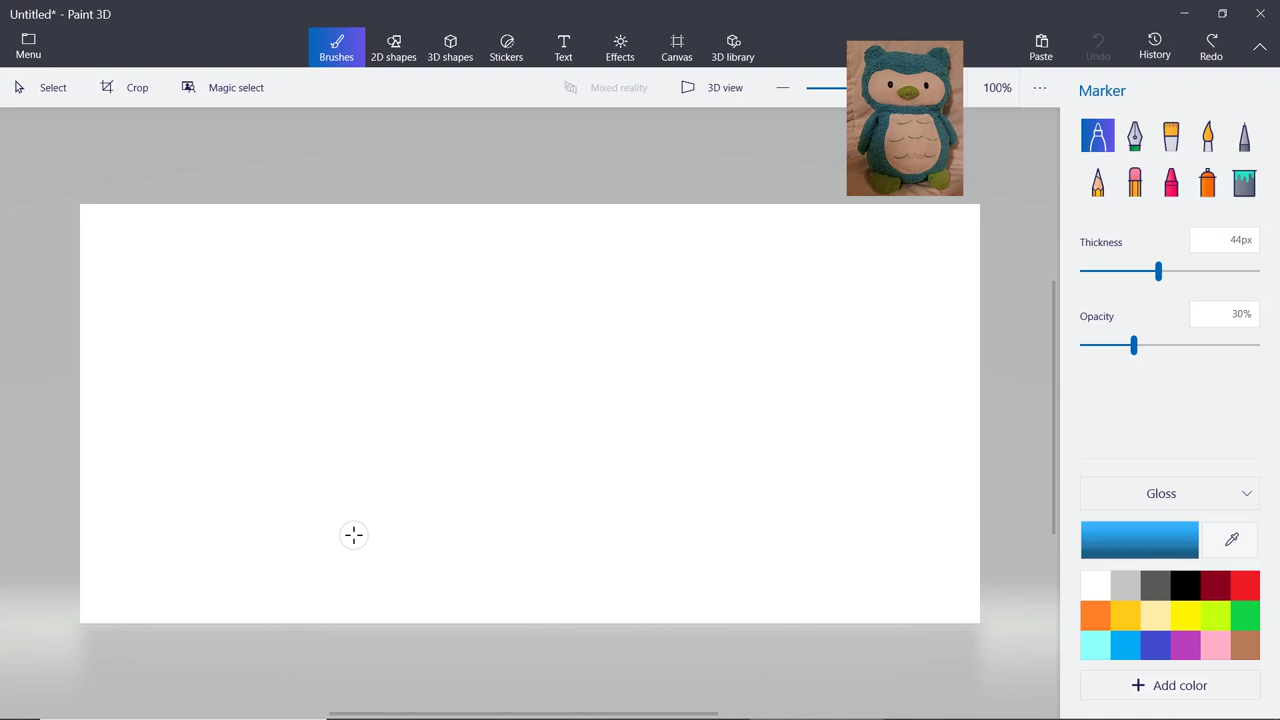 Untitled* - Paint 3D
Menu
Brushes
2D shapes
3D shapes
Stickers
Text
Effects
Canvas
3D library
Paste
Undo
History
Redo
Select
Crop
Magic select
Mixed reality
3D view
100%
Marker
Thickness
44px
Opacity
30%
Gloss
Add color